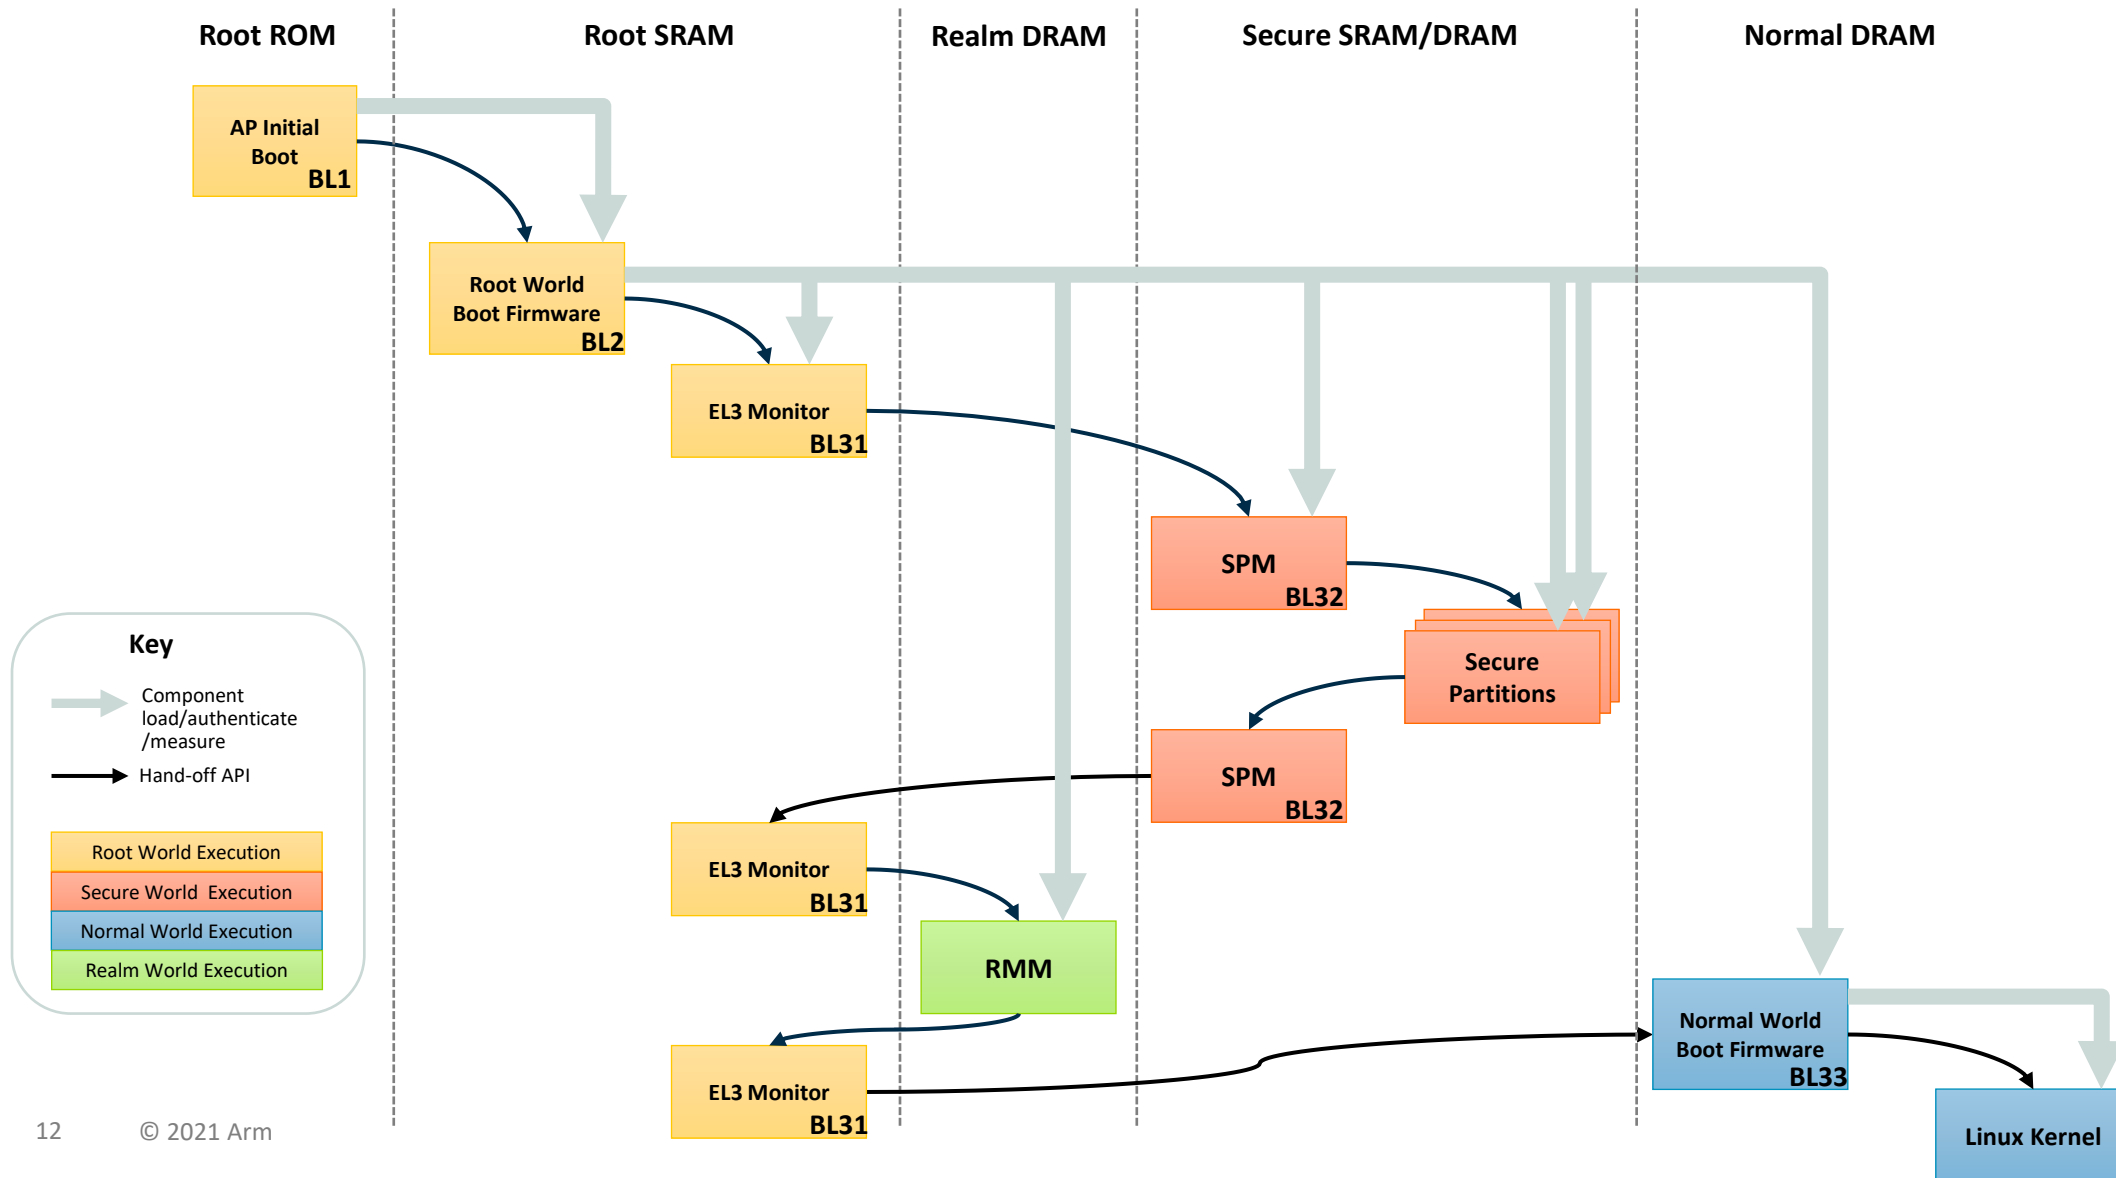 Root ROM
Root SRAM
Realm DRAM
Secure SRAM/DRAM
Normal DRAM
AP Initial
Boot
BL1
Root World
Boot Firmware
BL2
EL3 Monitor
BL31
SPM
BL32
Secure
Partitions
SPM
BL32
EL3 Monitor
BL31
RMM
EL3 Monitor
BL31
Normal World
Boot Firmware
BL33
Linux Kernel
Key
Component
load/authenticate
/measure
Hand-off API
Root World Execution
Secure World Execution
Normal World Execution
Realm World Execution
12
© 2021 Arm